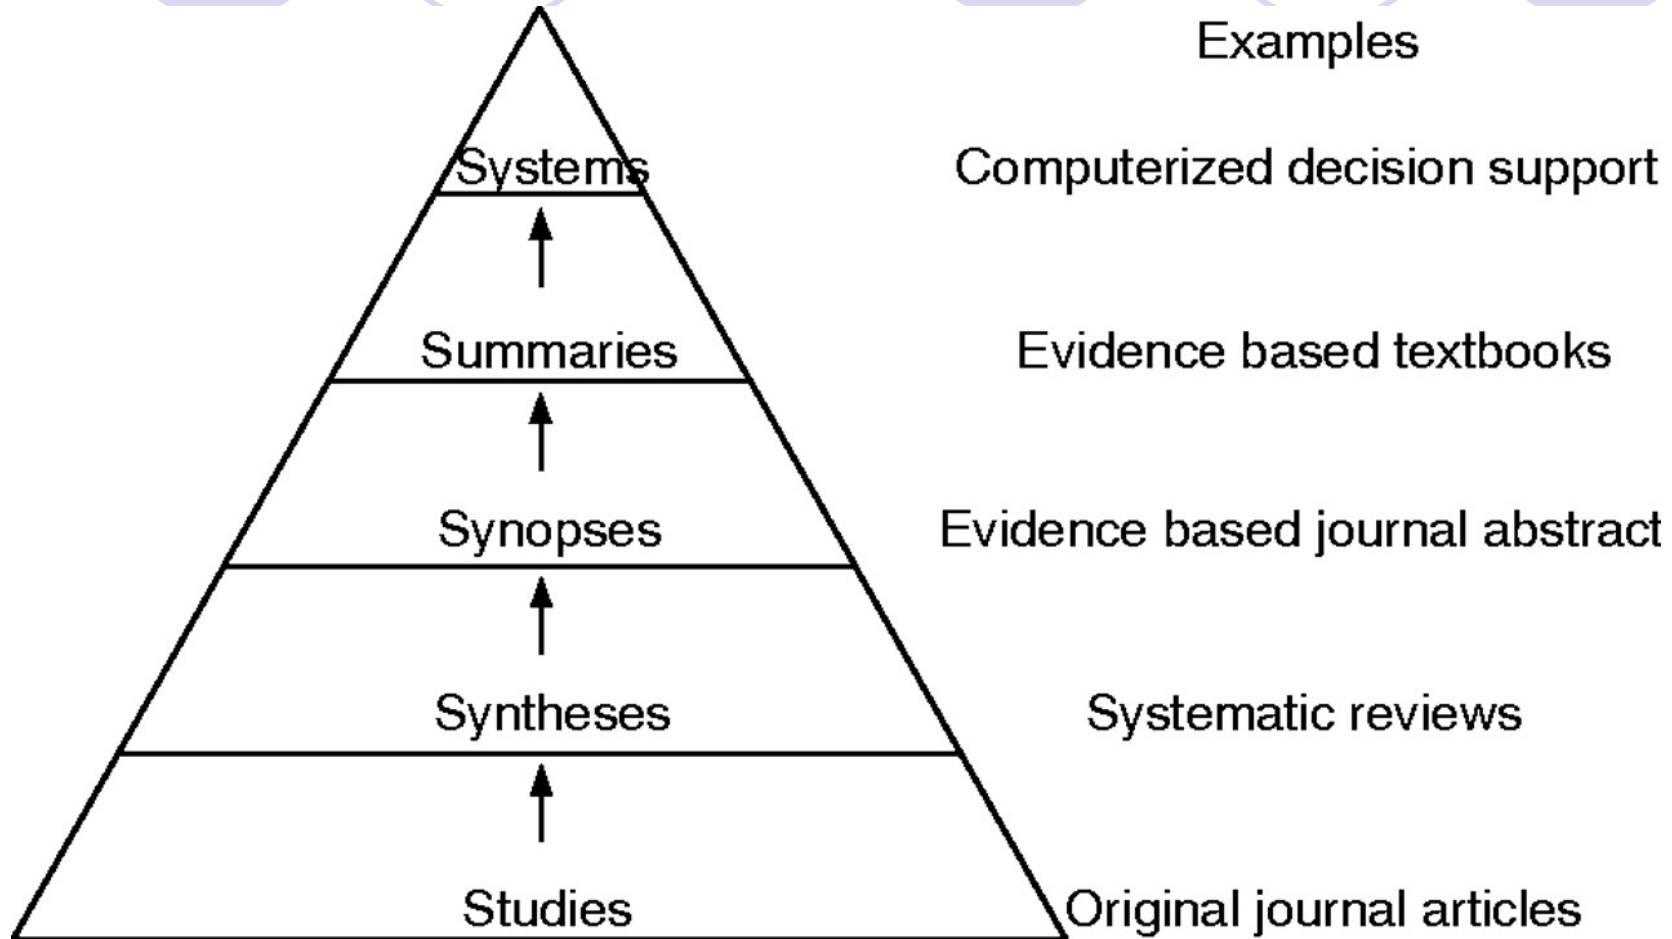 Examples
Systems
Computerized decision support
Summaries
Evidence based textbooks
Synopses
Evidence based journal abstract
Syntheses
Systematic reviews
Studies
Original journal articles